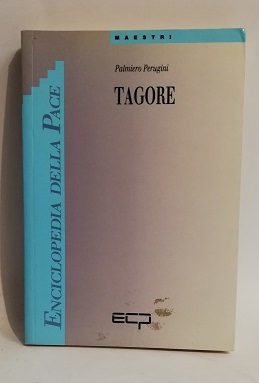 MAESTRI
Palmiero Perugini
TAGORE
ENCICLOPEDIA DELLA PACE
ECP